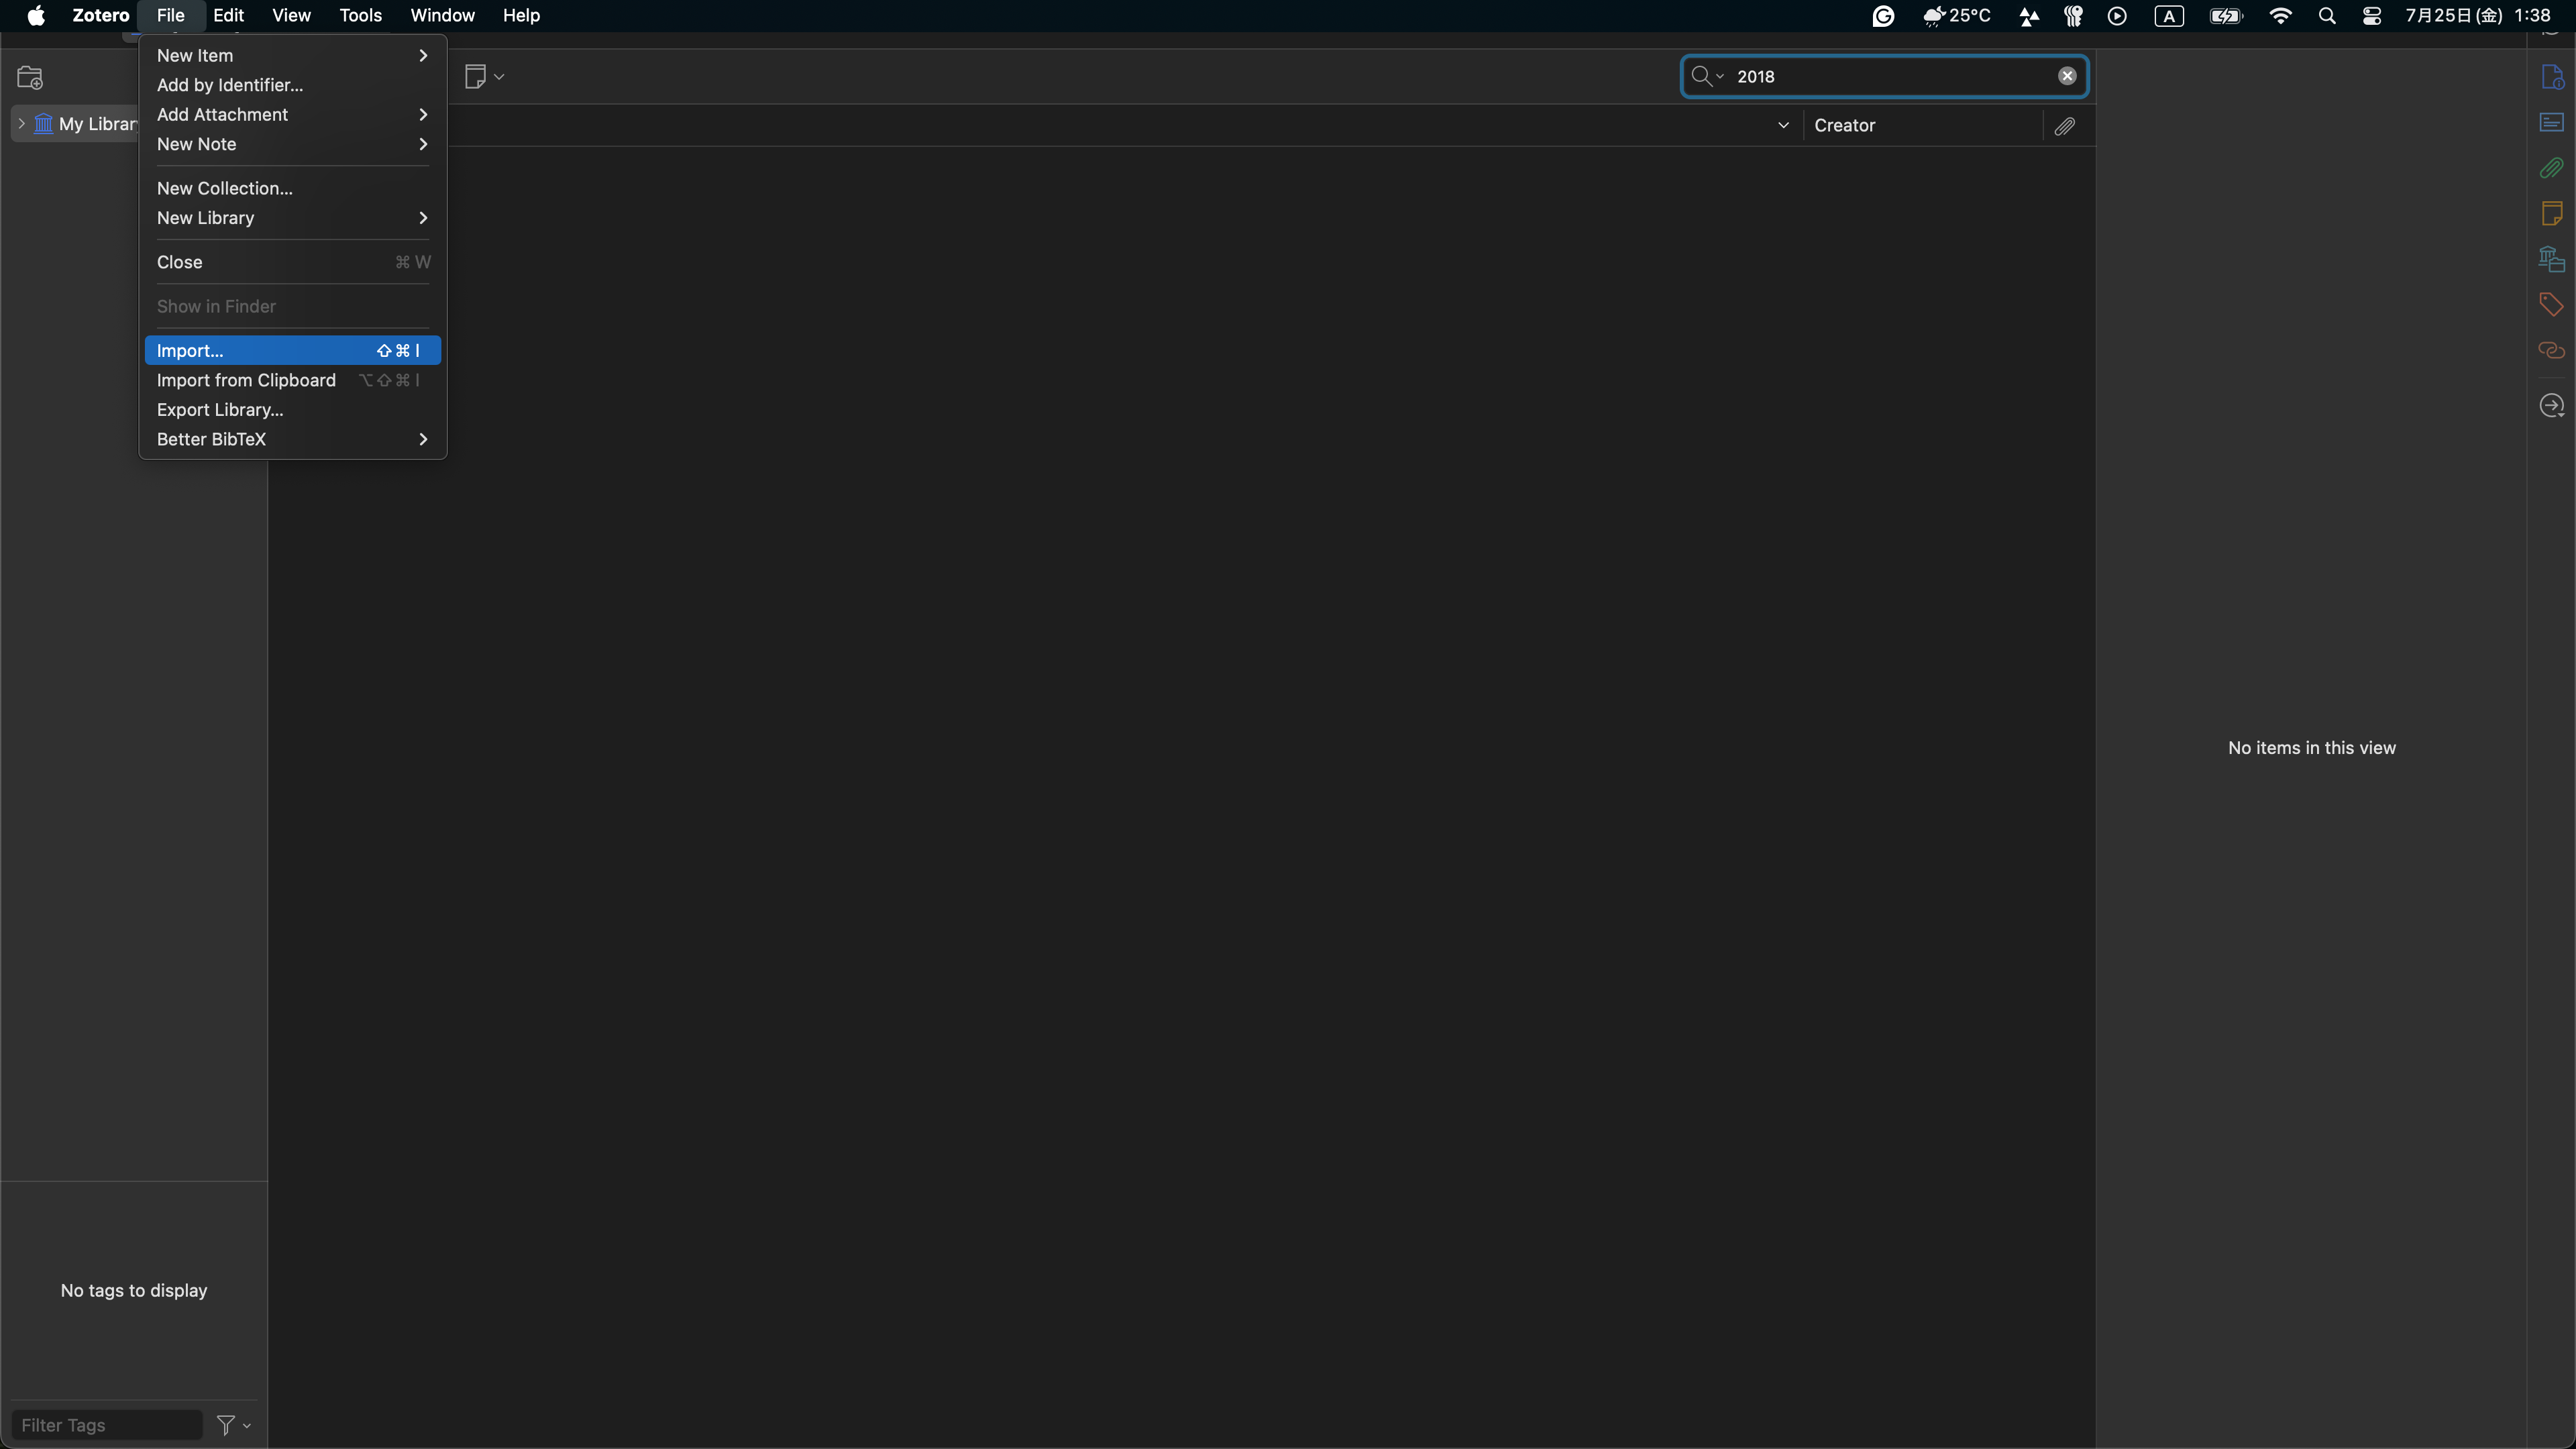 Zotero File Edit View Tools Window Help 25°C A 7月25日(金) 1:38
New Item
Add by Identifier...
Add Attachment
New Note
New Collection...
New Library
Close ⌘ W
Show in Finder
Import... ⇧ ⌘ I
Import from Clipboard ⌥ ⇧ ⌘ I
Export Library...
Better BibTeX
2018
My Librar
Creator
No items in this view
No tags to display
Filter Tags